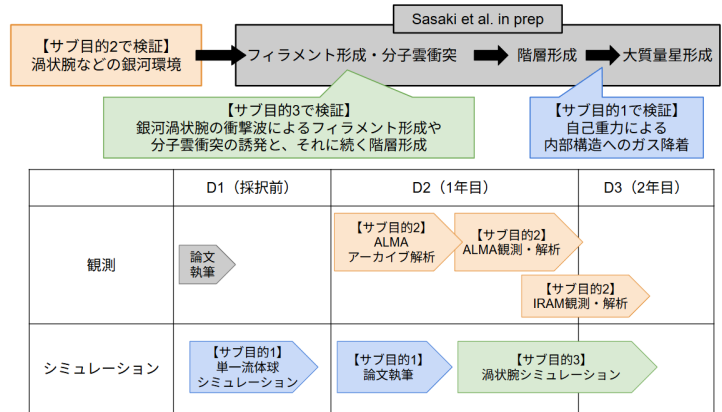 Sasaki et al. in prep
【サブ目的2で検証】
渦状腕などの銀河環境
フィラメント形成・分子雲衝突
階層形成
大質量星形成
【サブ目的3で検証】
銀河渦状腕の衝撃波によるフィラメント形成や
分子雲衝突の誘発と、それに続く階層形成
【サブ目的1で検証】
自己重力による
内部構造へのガス降着
D1（採択前）
D2（1年目）
D3（2年目）
観測
論文
執筆
【サブ目的2】
ALMA
アーカイブ解析
【サブ目的2】
ALMA観測・解析
【サブ目的2】
IRAM観測・解析
シミュレーション
【サブ目的1】
単一流体球
シミュレーション
【サブ目的1】
論文執筆
【サブ目的3】
渦状腕シミュレーション